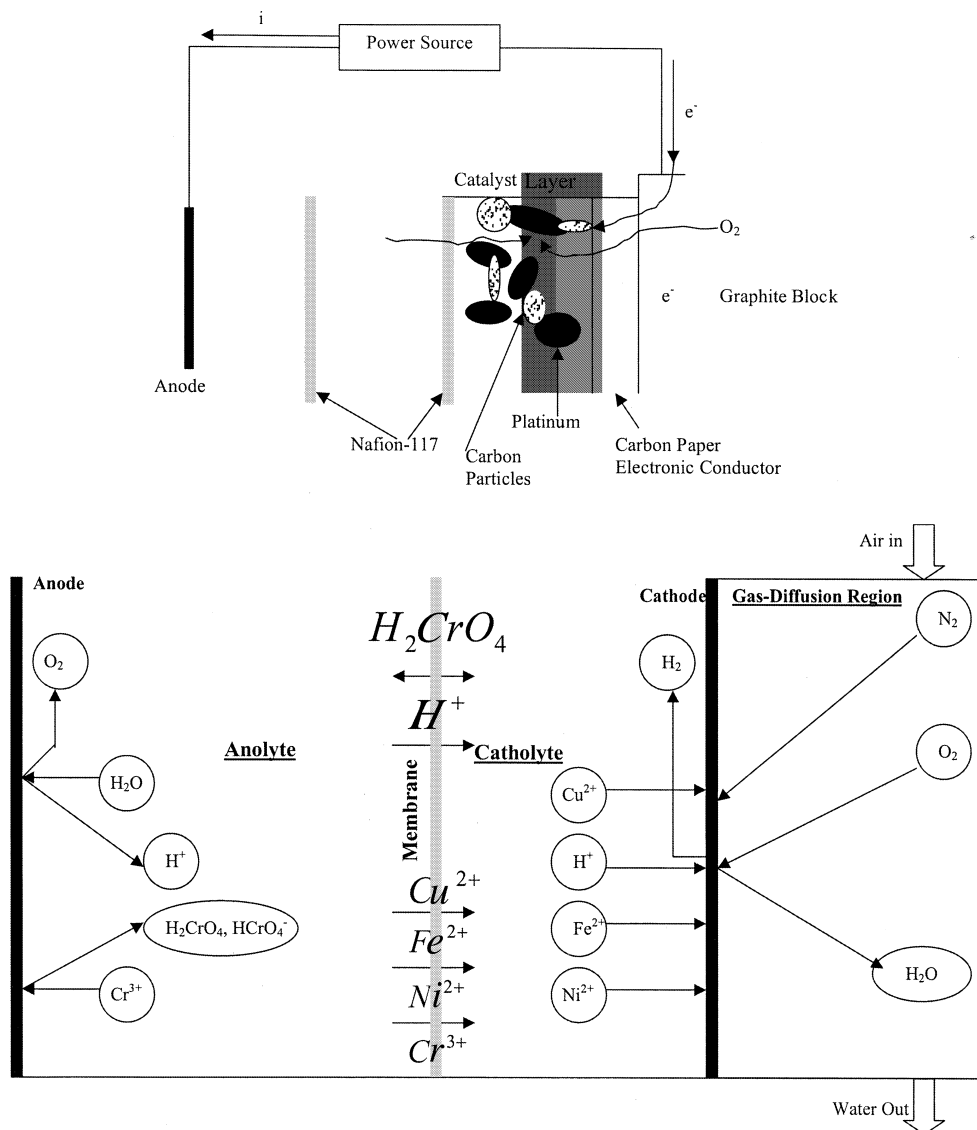 i
Power Source
e-
Catalyst Layer
O2
e-
Graphite Block
Anode
Platinum
Nafion-117
Carbon
Particles
Carbon Paper
Electronic Conductor
Air in
Anode
Cathode
Gas-Diffusion Region
H2CrO4
N2
O2
H2
H+
Anolyte
Catholyte
O2
H2O
Cu2+
Membrane
H+
H+
Cu2+
H2CrO4, HCrO4-
Fe2+
Fe2+
H2O
Cr3+
Ni2+
Ni2+
Cr3+
Water Out